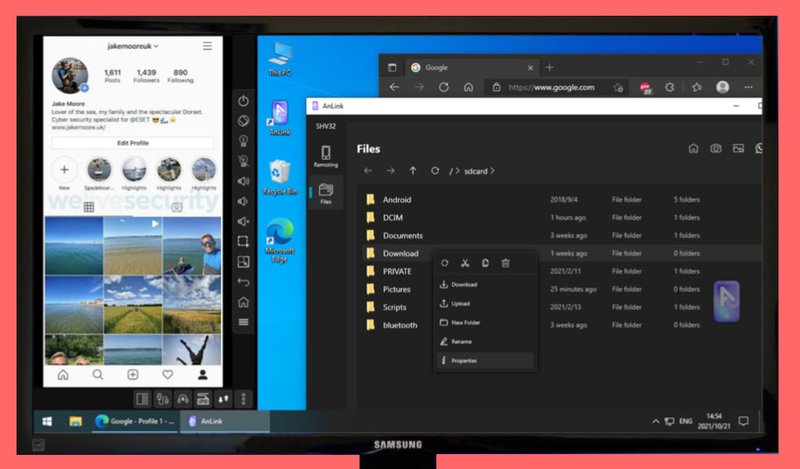 jakemooreuk
1,611
Posts
1,439
Followers
890
Following
Jake Moore
Lover of the sea, my family and the spectacular Dorset.
Cyber security specialist for @ESET
www.jakemoore.uk/
Edit Profile
New
Spadeboar...
Highlights
Highlights
Highlights
welivesecurity
This PC
AnLink
Recycle Bin
Microsoft
Edge
Google
https://www.google.com
27
AnLink
SHV32
Remoting
Files
Files
/ > sdcard >
Android 2018/9/4 File folder 5 folders
DCIM 1 hours ago File folder 1 folders
Documents 3 weeks ago File folder 1 folders
Download 1 weeks ago File folder 0 folders
PRIVATE 2021/2/11 File folder 1 folders
Pictures 25 minutes ago File folder 0 folders
Scripts 2021/2/13 File folder 1 folders
bluetooth 3 weeks ago File folder 0 folders
Download
Upload
New Folder
Rename
Properties
Google - Profile 1 - ...
AnLink
ENG
14:54
2021/10/21
SAMSUNG